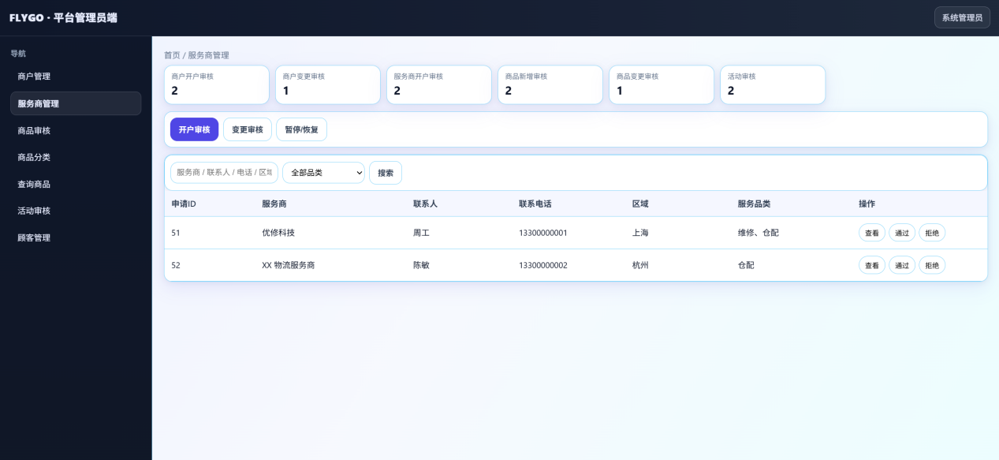 FLYGO · 平台管理员端
系统管理员
导航
商户管理
服务商管理
商品审核
商品分类
查询商品
活动审核
顾客管理
首页 / 服务商管理
商户开户审核
2
商户变更审核
1
服务商开户审核
2
商品新增审核
2
商品变更审核
1
活动审核
2
开户审核 变更审核 暂停/恢复
服务商 / 联系人 / 电话 / 区域 全部品类 搜索
申请ID 服务商 联系人 联系电话 区域 服务品类 操作
51 优修科技 周工 13300000001 上海 维修、仓配 查看 通过 拒绝
52 XX 物流服务商 陈敏 13300000002 杭州 仓配 查看 通过 拒绝